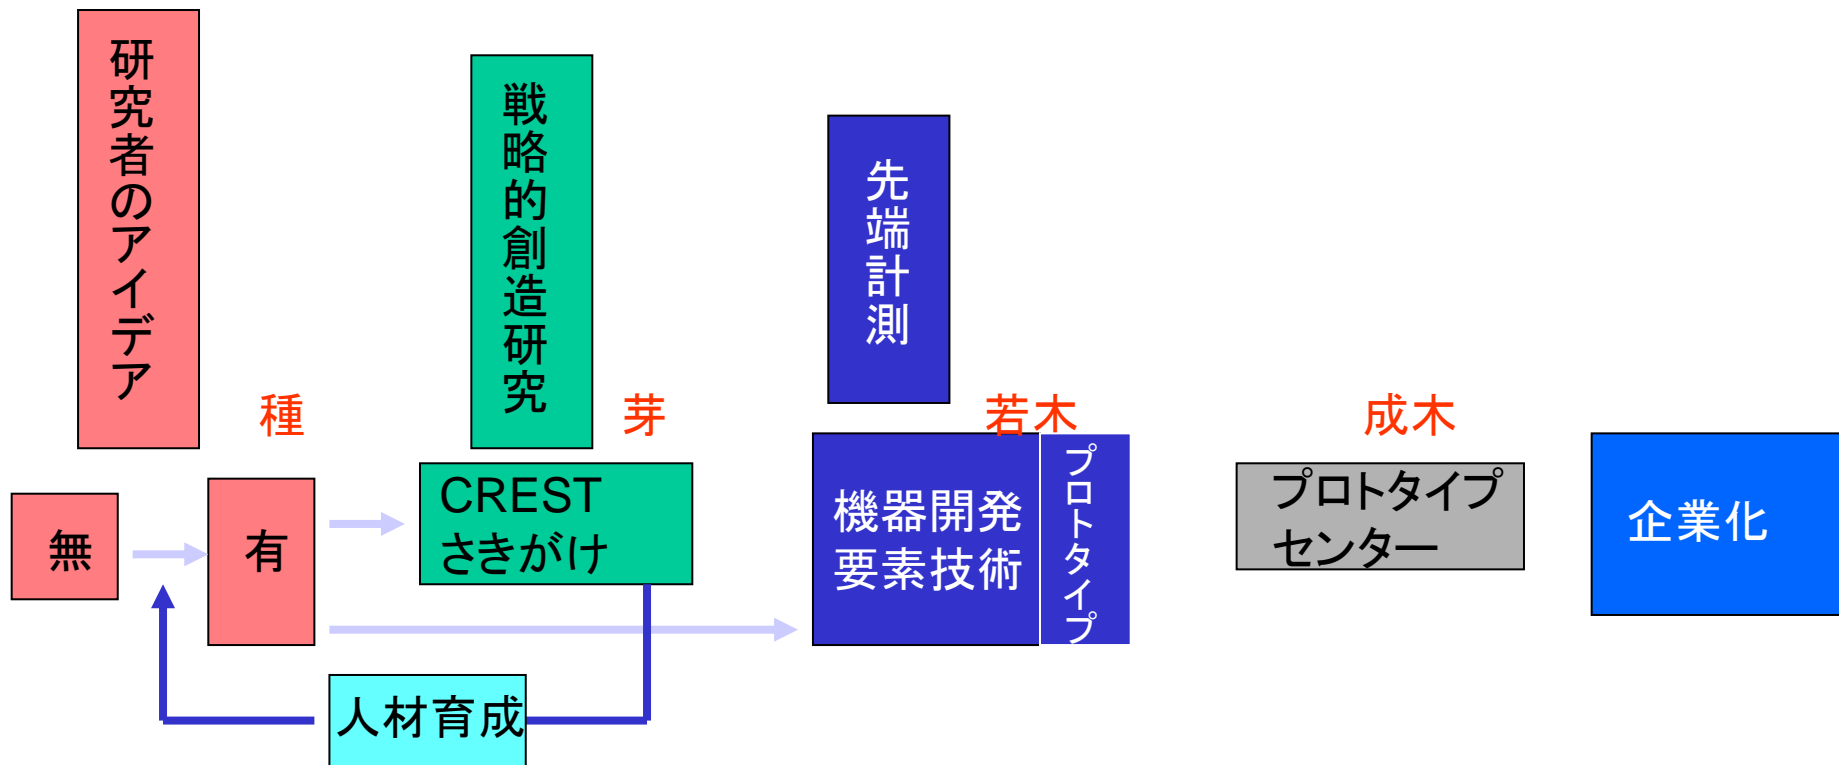 研究者のアイデア
戦略的創造研究
先端計測
種
芽
若木
成木
無
有
CREST
さきがけ
機器開発
要素技術
プロトタイプ
プロトタイプ
センター
企業化
人材育成